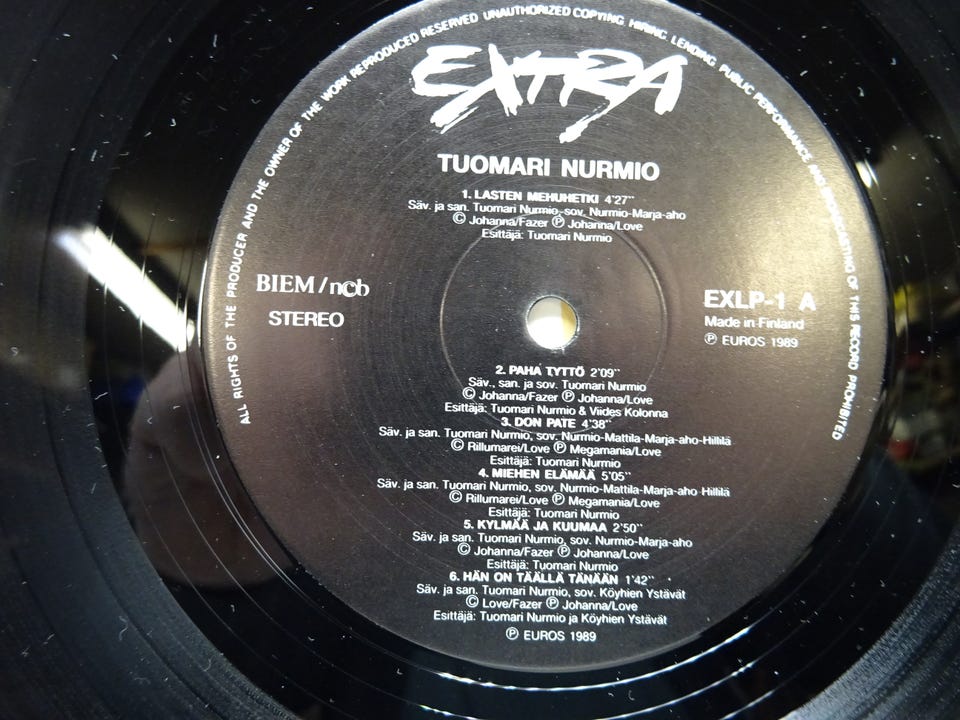 ALL RIGHTS OF THE PRODUCER AND THE OWNER OF THE WORK REPRODUCED RESERVED UNAUTHORIZED COPYING, HIRING, LENDING, PUBLIC PERFORMANCE AND BROADCASTING OF THIS RECORD PROHIBITED
EXTRA
TUOMARI NURMIO
1. LASTEN MEHUHETKI 4'27''
Säv. ja san. Tuomari Nurmio, sov. Nurmio-Marja-aho
© Johanna/Fazer ℗ Johanna/Love
Esittäjä: Tuomari Nurmio
BIEM/ncb
STEREO
EXLP-1 A
Made in Finland
℗ EUROS 1989
2. PAHA TYTTÖ 2'09''
Säv., san. ja sov. Tuomari Nurmio
© Johanna/Fazer ℗ Johanna/Love
Esittäjä: Tuomari Nurmio & Viides Kolonna
3. DON PATE 4'38''
Säv. ja san. Tuomari Nurmio, sov. Nurmio-Mattila-Marja-aho-Hillilä
© Rillumarei/Love ℗ Megamania/Love
Esittäjä: Tuomari Nurmio
4. MIEHEN ELÄMÄÄ 5'05''
Säv. ja san. Tuomari Nurmio, sov. Nurmio-Mattila-Marja-aho-Hillilä
© Rillumarei/Love ℗ Megamania/Love
Esittäjä: Tuomari Nurmio
5. KYLMÄÄ JA KUUMAA 2'50''
Säv. ja san. Tuomari Nurmio, sov. Nurmio-Marja-aho
© Johanna/Fazer ℗ Johanna/Love
Esittäjä: Tuomari Nurmio
6. HÄN ON TÄÄLLÄ TÄNÄÄN 1'42''
Säv. ja san. Tuomari Nurmio, sov. Köyhien Ystävät
© Love/Fazer ℗ Johanna/Love
Esittäjä: Tuomari Nurmio ja Köyhien Ystävät
℗ EUROS 1989